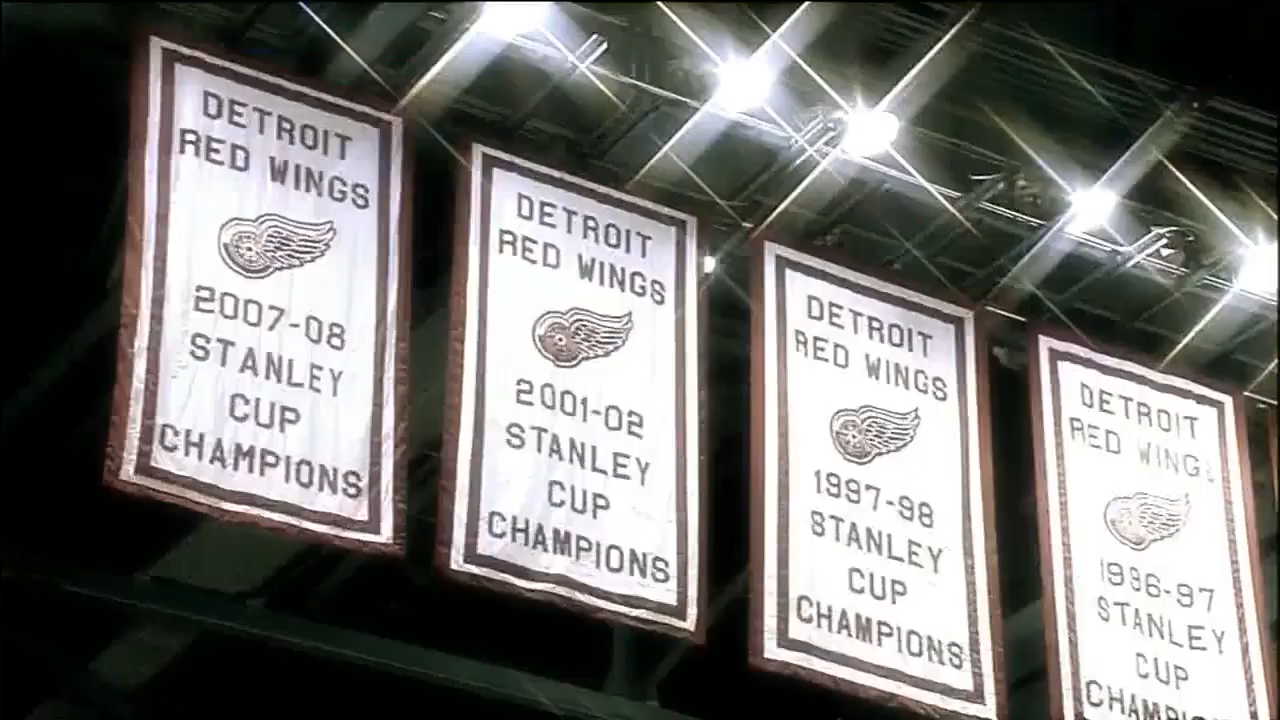 DETROIT
RED WINGS
2007-08
STANLEY
CUP
CHAMPIONS
DETROIT
RED WINGS
2001-02
STANLEY
CUP
CHAMPIONS
DETROIT
RED WINGS
1997-98
STANLEY
CUP
CHAMPIONS
DETROIT
RED WINGS
1996-97
STANLEY
CUP
CHAMPION